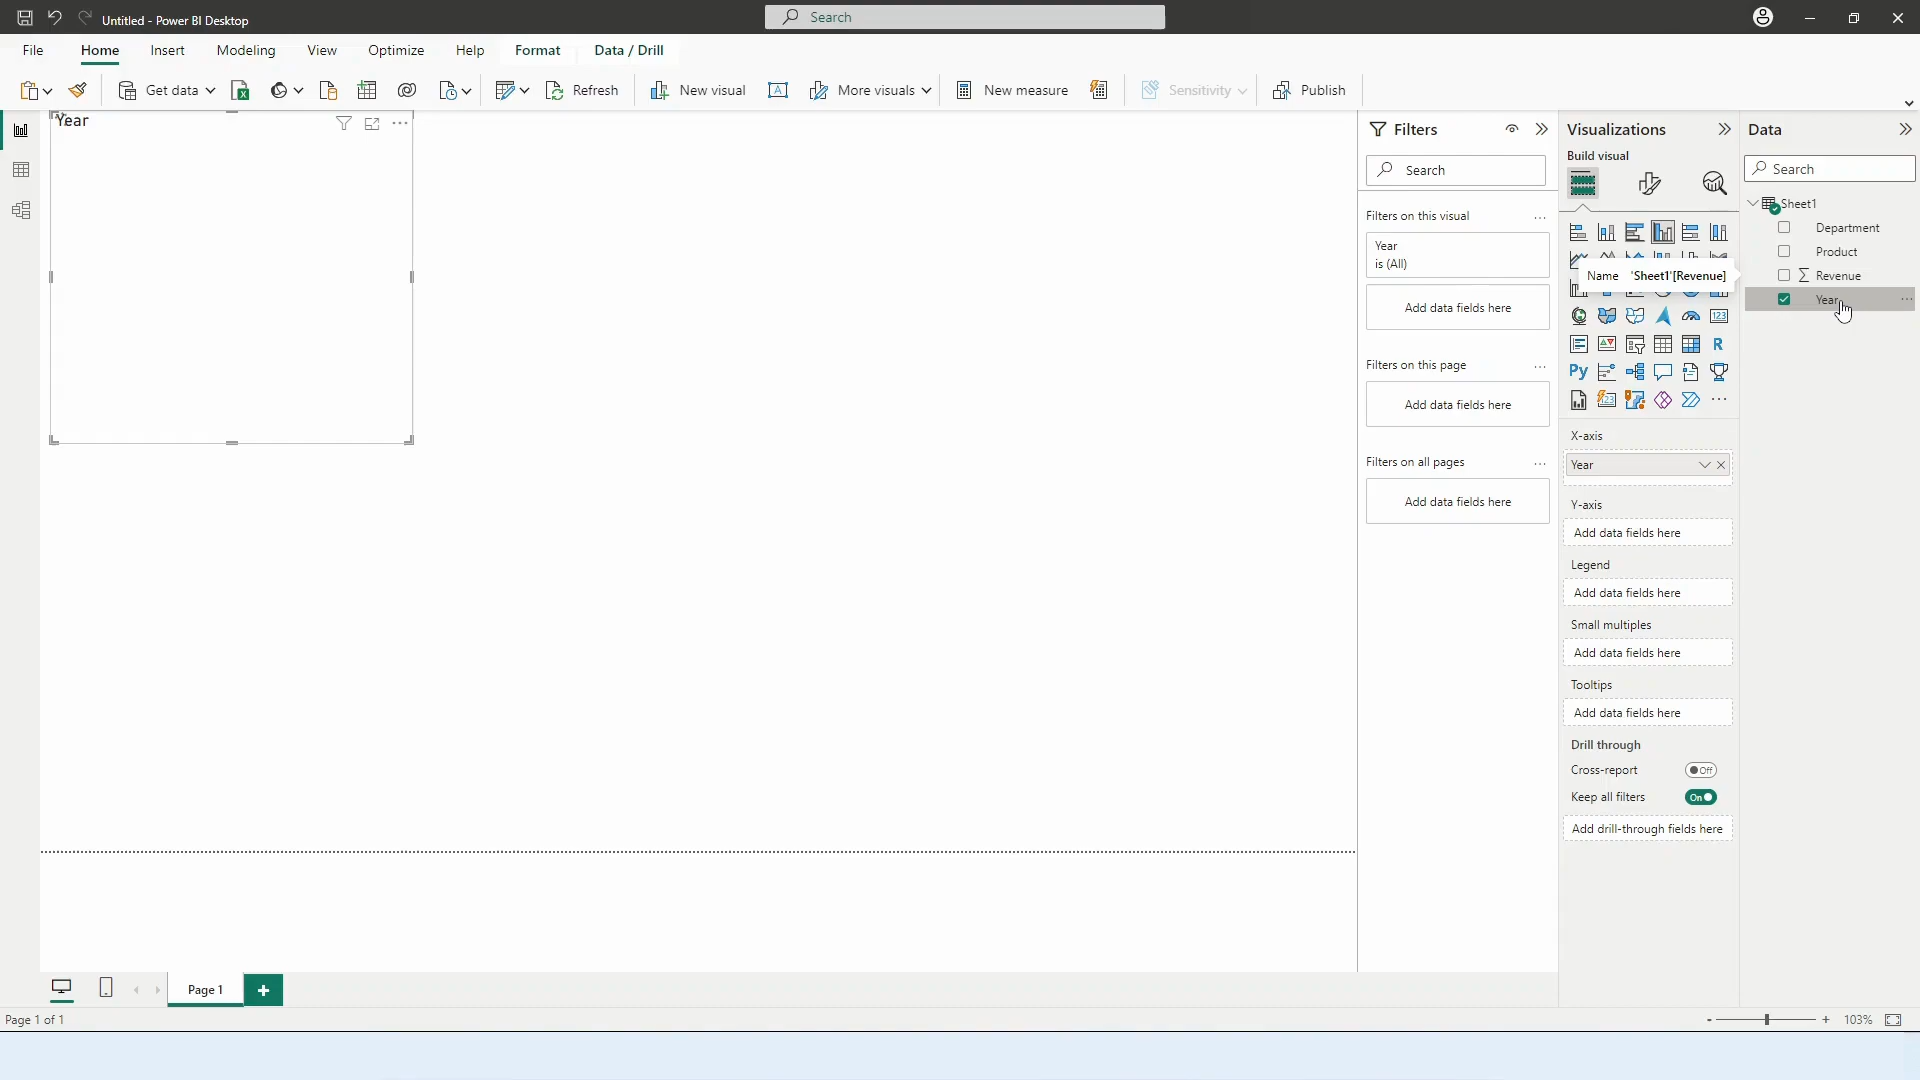 Untitled - Power BI Desktop
Search
File Home Insert Modeling View Optimize Help Format Data / Drill
Get data Refresh New visual More visuals New measure Sensitivity Publish
Year
Filters
Search
Filters on this visual
Year
is (All)
Add data fields here
Filters on this page
Add data fields here
Filters on all pages
Add data fields here
Visualizations
Build visual
Name 'Sheet1'[Revenue]
123
R
Py
123
X-axis
Year
Y-axis
Add data fields here
Legend
Add data fields here
Small multiples
Add data fields here
Tooltips
Add data fields here
Drill through
Cross-report Off
Keep all filters On
Add drill-through fields here
Data
Search
Sheet1
Department
Product
Revenue
Year
Page 1
Page 1 of 1
- + 103%